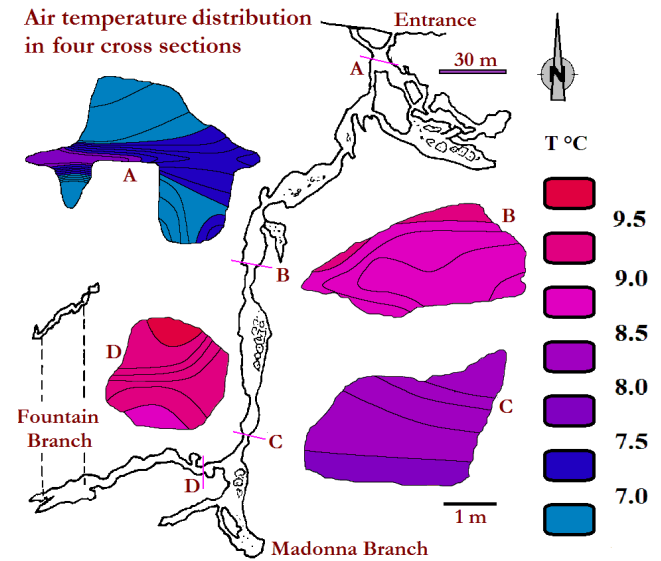 Air temperature distribution
in four cross sections
Entrance
A
30 m
N
T °C
A
9.5
B
9.0
B
8.5
D
8.0
C
Fountain
Branch
C
7.5
D
7.0
1 m
Madonna Branch